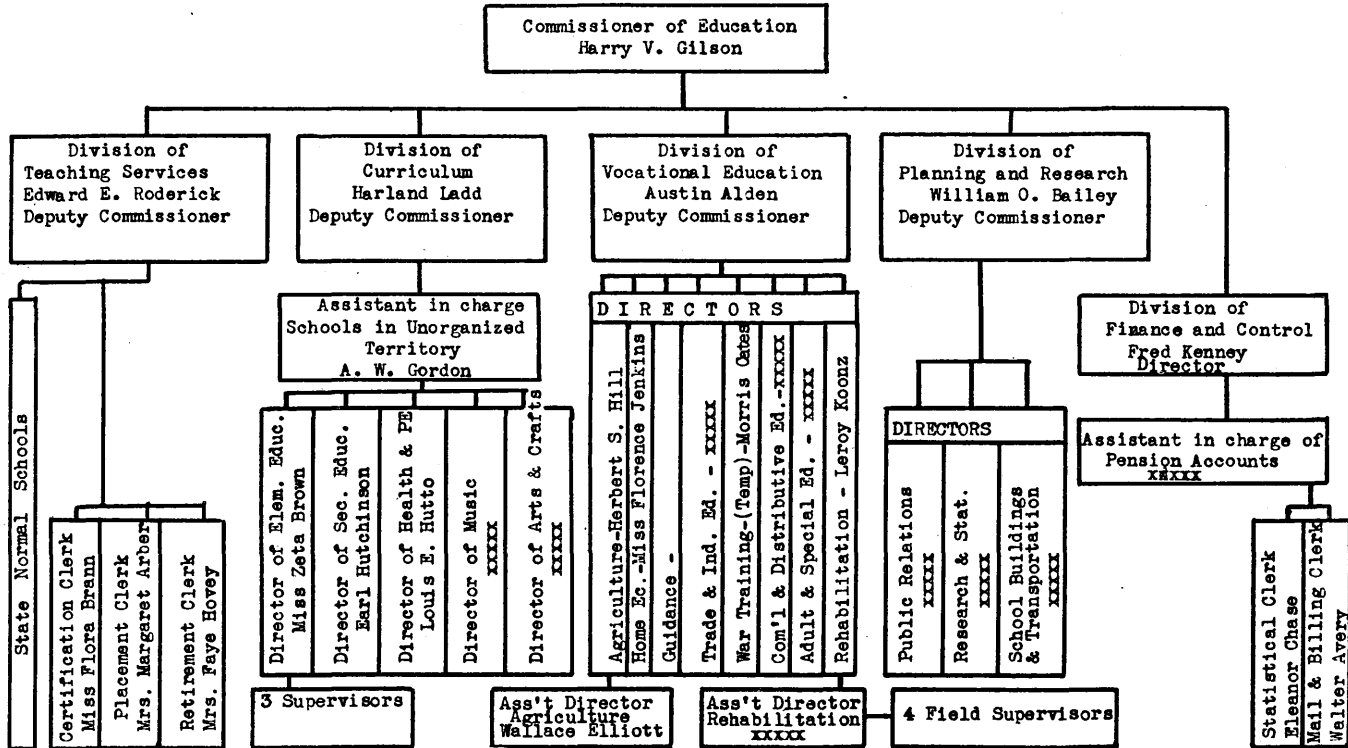 Commissioner of Education
Harry V. Gilson
Division of
Teaching Services
Edward E. Roderick
Deputy Commissioner
Division of
Curriculum
Harland Ladd
Deputy Commissioner
Division of
Vocational Education
Austin Alden
Deputy Commissioner
Division of
Planning and Research
William O. Bailey
Deputy Commissioner
Division of
Finance and Control
Fred Kenney
Director
State Normal Schools
Certification Clerk
Miss Flora Brann
Placement Clerk
Mrs. Margaret Arber
Retirement Clerk
Mrs. Faye Hovey
Assistant in charge
Schools in Unorganized
Territory
A. W. Gordon
Director of Elem. Educ.
Miss Zeta Brown
Director of Sec. Educ.
Earl Hutchinson
Director of Health & PE
Louis E. Hutto
Director of Music
xxxxx
Director of Arts & Crafts
xxxxx
3 Supervisors
D I R E C T O R S
Agriculture-Herbert S. Hill
Home Ec.-Miss Florence Jenkins
Guidance -
Trade & Ind. Ed. - xxxxx
War Training-(Temp)-Morris Cates
Com'l & Distributive Ed.-xxxxx
Adult & Special Ed. - xxxxx
Rehabilitation - Leroy Koonz
Ass't Director
Agriculture
Wallace Elliott
Ass't Director
Rehabilitation
xxxxx
4 Field Supervisors
DIRECTORS
Public Relations
xxxx
Research & Stat.
xxxx
School Buildings
& Transportation
xxxxx
Assistant in charge of
Pension Accounts
xxxxx
Statistical Clerk
Eleanor Chase
Mail & Billing Clerk
Walter Avery